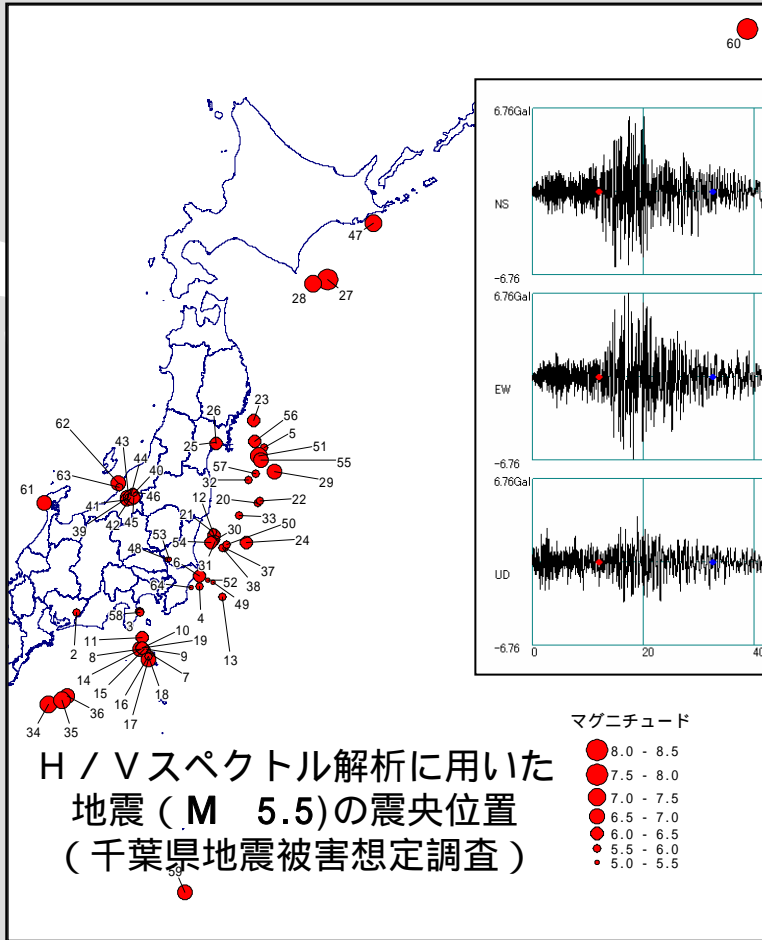 60
6.76Gal
NS
−6.76
6.76Gal
EW
−6.76
6.76Gal
UD
−6.76
0 20 40
47
28 27
23
26 56
25 5
51
55
57
32 29
62 43 44
63 40
61 41 46
39 42 45
20 22
12 33
21 30 50
54 24
53 37
48 6 31 38
64 52
4 49
13
58
2 3
11 10
19
8 9
14 7
15 16 18
17
36
34 35
マグニチュード
8.0 - 8.5
7.5 - 8.0
7.0 - 7.5
6.5 - 7.0
6.0 - 6.5
5.5 - 6.0
5.0 - 5.5
H / Vスペクトル解析に用いた
地震(M 5.5)の震央位置
(千葉県地震被害想定調査)
59